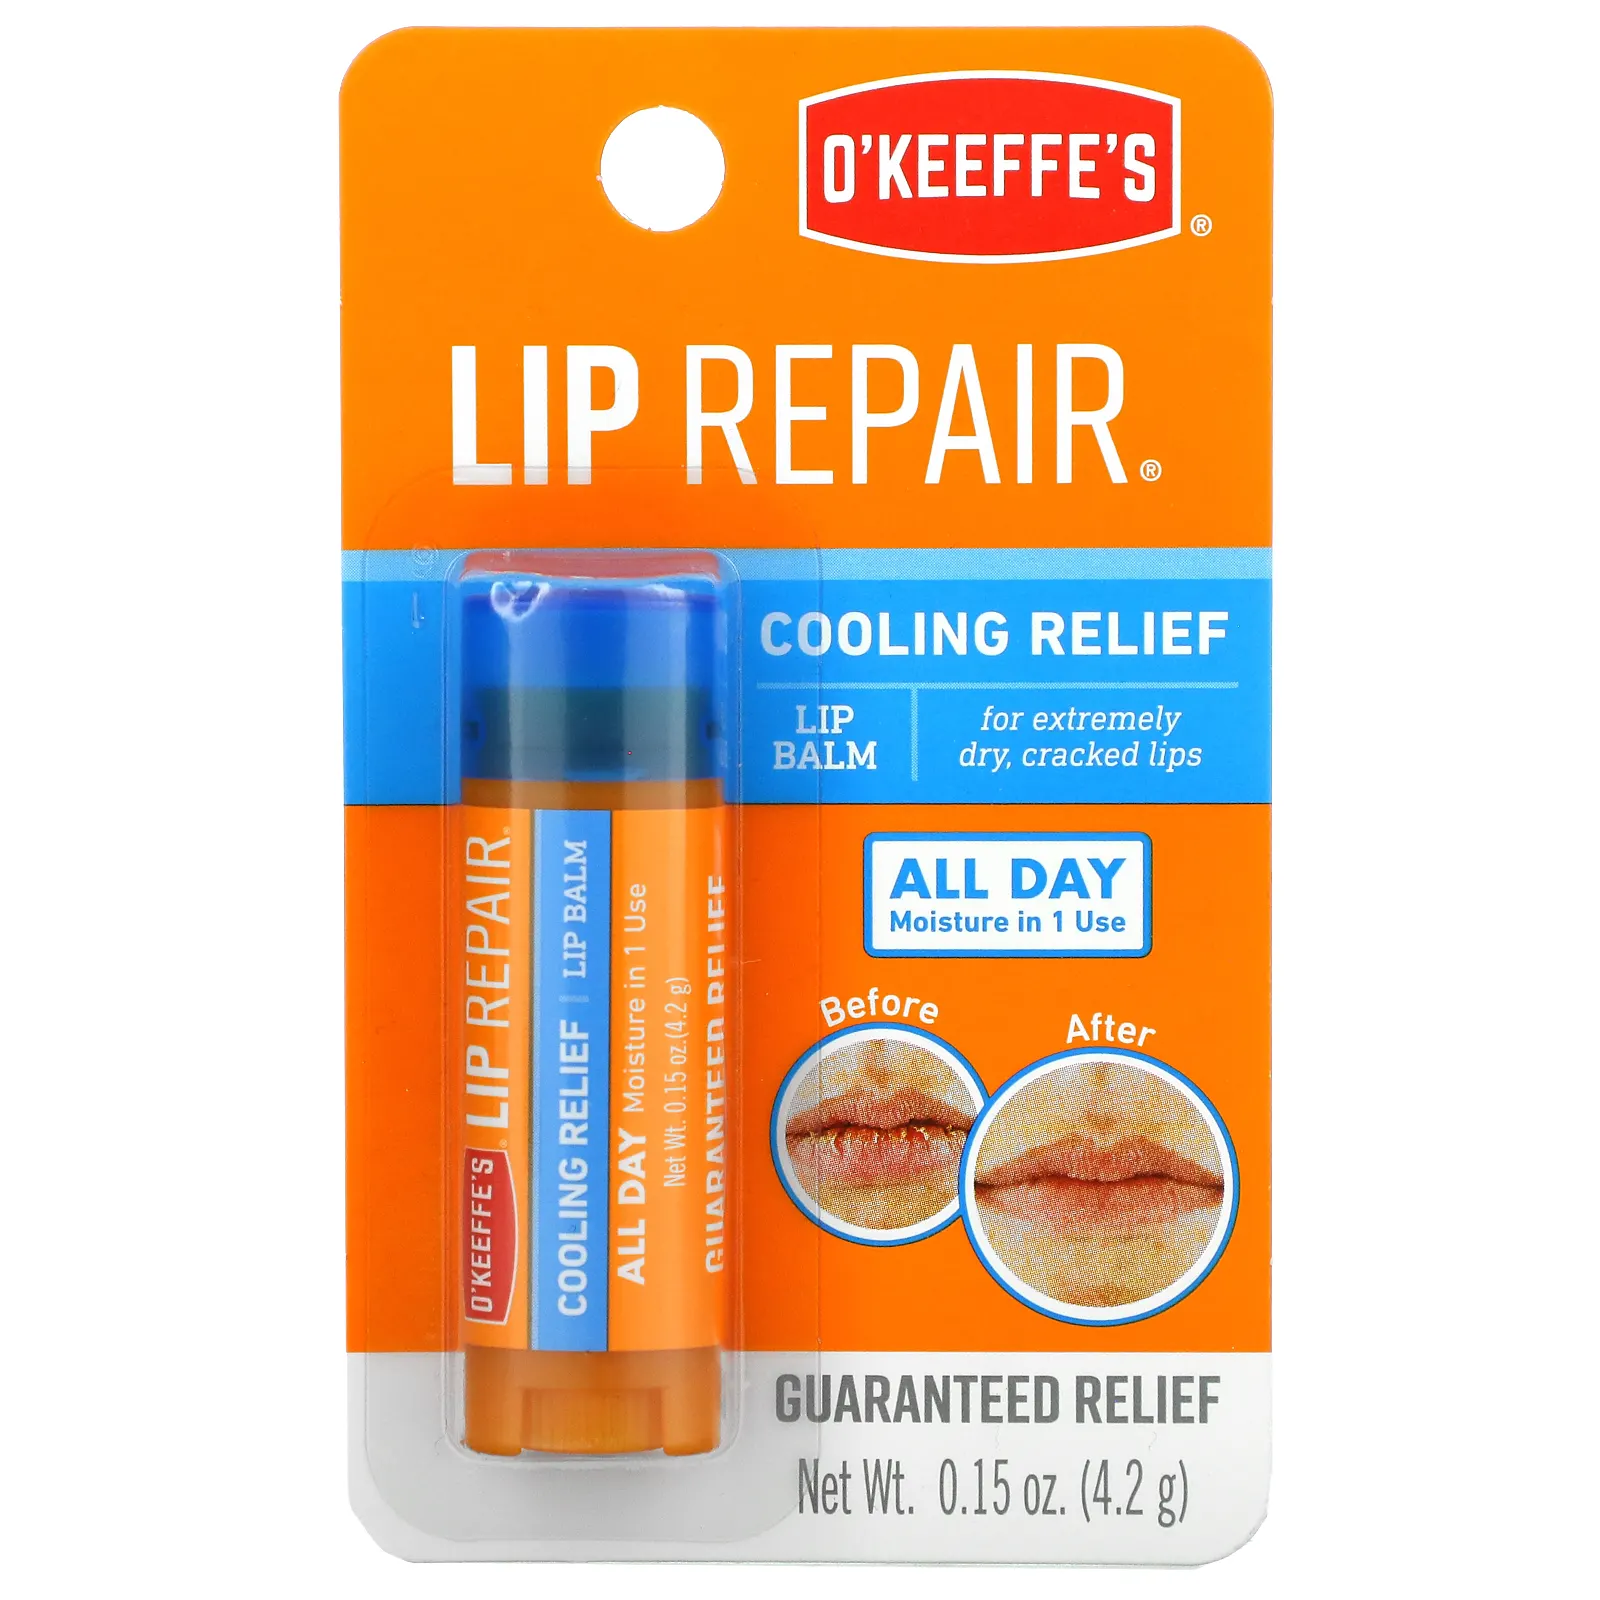 O'KEEFFE'S®
LIP REPAIR®
COOLING RELIEF
LIP
BALM
for extremely
dry, cracked lips
ALL DAY
Moisture in 1 Use
Before
After
GUARANTEED RELIEF
Net Wt. 0.15 oz. (4.2 g)
O'KEEFFE'S® LIP REPAIR®
COOLING RELIEF | LIP BALM
ALL DAY Moisture in 1 Use
Net Wt. 0.15 oz.(4.2 g)
GUARANTEED RELIEF